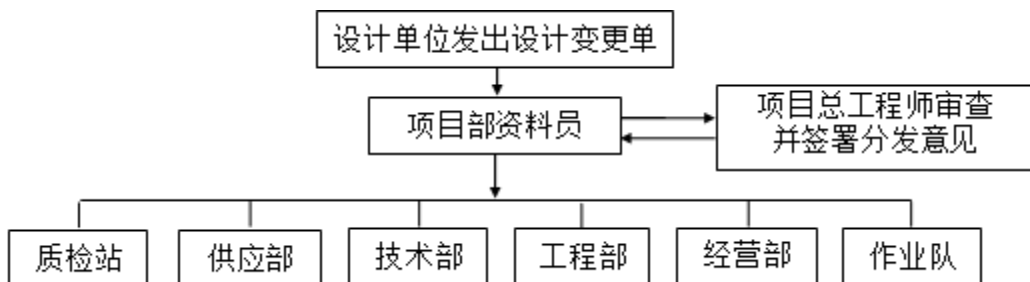 设计单位发出设计变更单
项目部资料员
项目总工程师审查
并签署分发意见
质检站
供应部
技术部
工程部
经营部
作业队